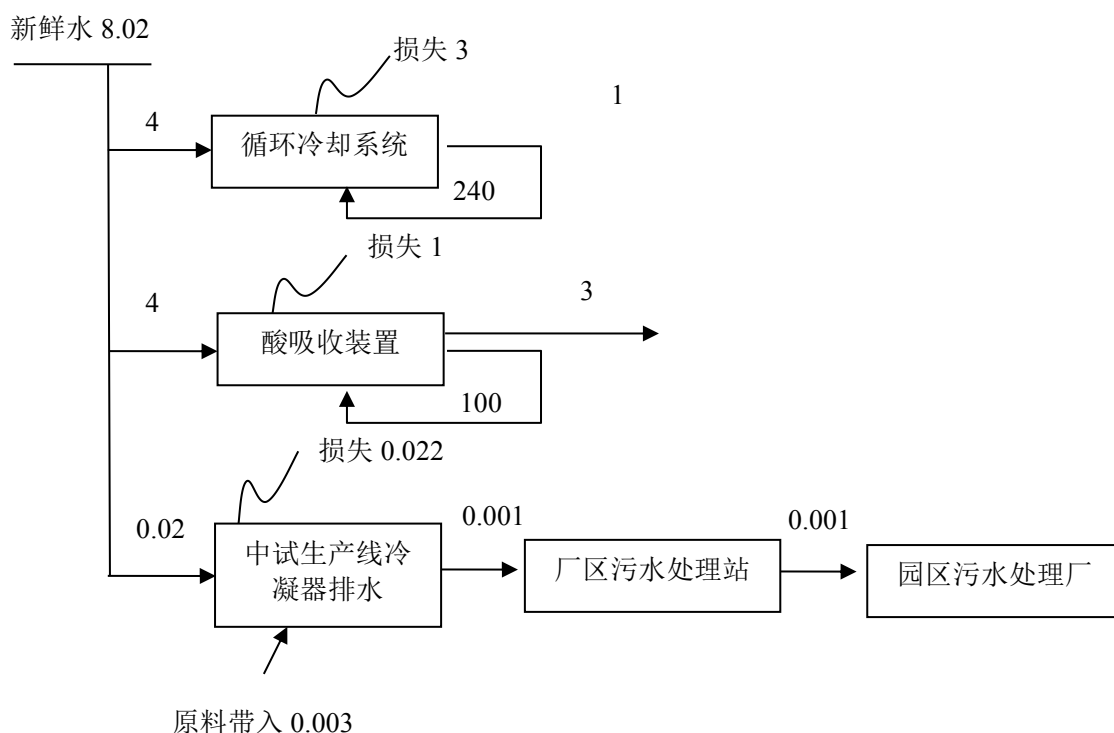 新鲜水 8.02
损失 3
1
4
循环冷却系统
240
损失 1
3
4
酸吸收装置
100
损失 0.022
0.02
0.001
0.001
中试生产线冷
凝器排水
厂区污水处理站
园区污水处理厂
原料带入 0.003